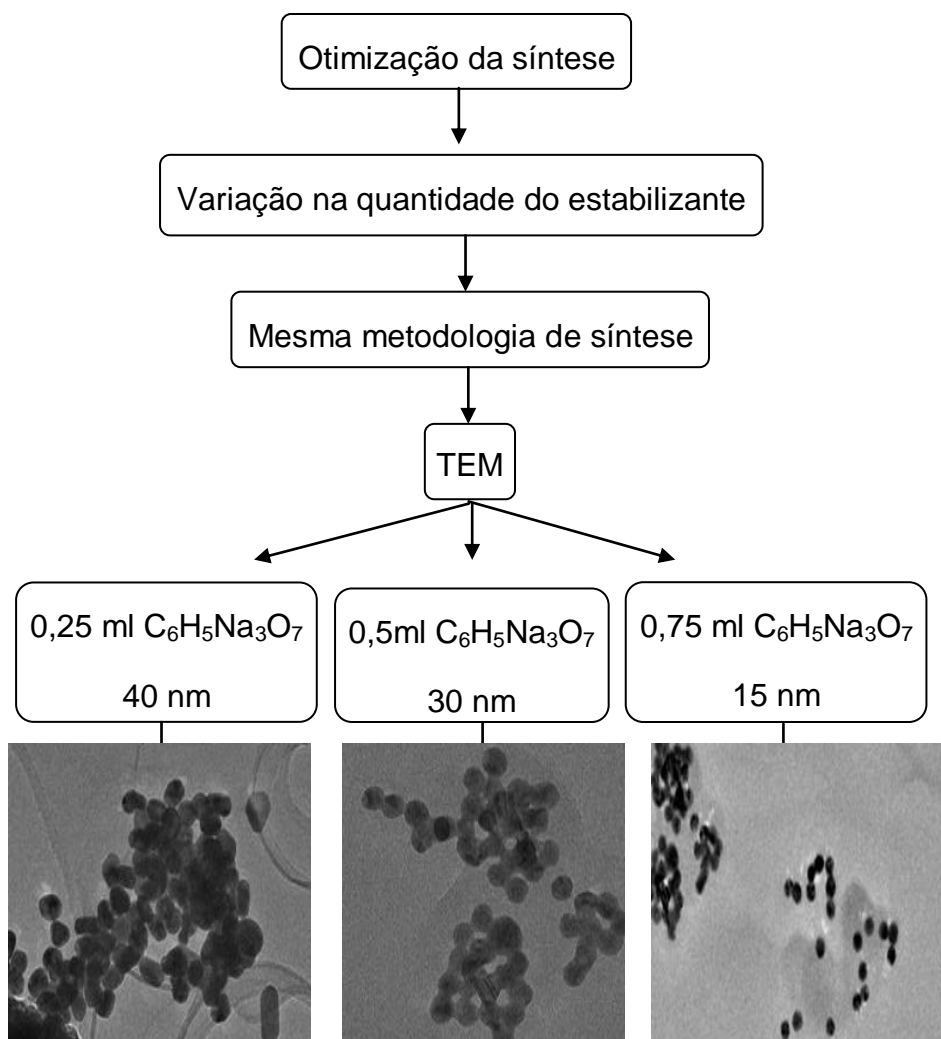 Otimização da síntese
Variação na quantidade do estabilizante
Mesma metodologia de síntese
TEM
0,25 ml C₆H₅Na₃O₇
40 nm
0,5ml C₆H₅Na₃O₇
30 nm
0,75 ml C₆H₅Na₃O₇
15 nm